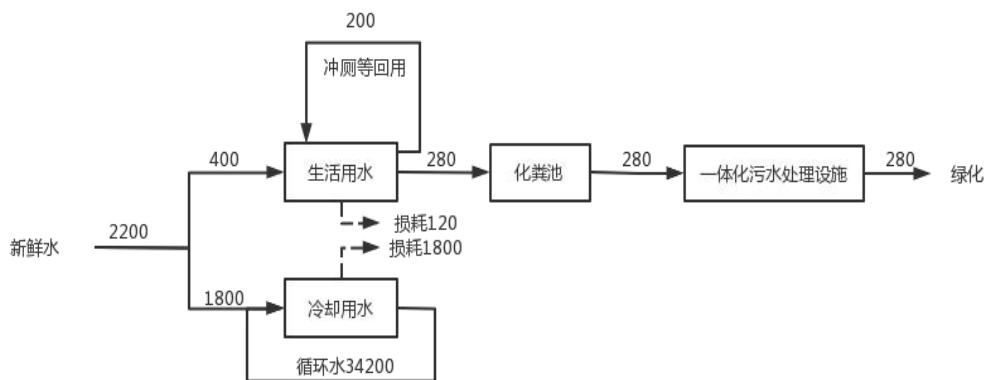 200
冲厕等回用
400
生活用水
280
化粪池
280
一体化污水处理设施
280
绿化
损耗120
新鲜水
2200
损耗1800
1800
冷却用水
循环水34200